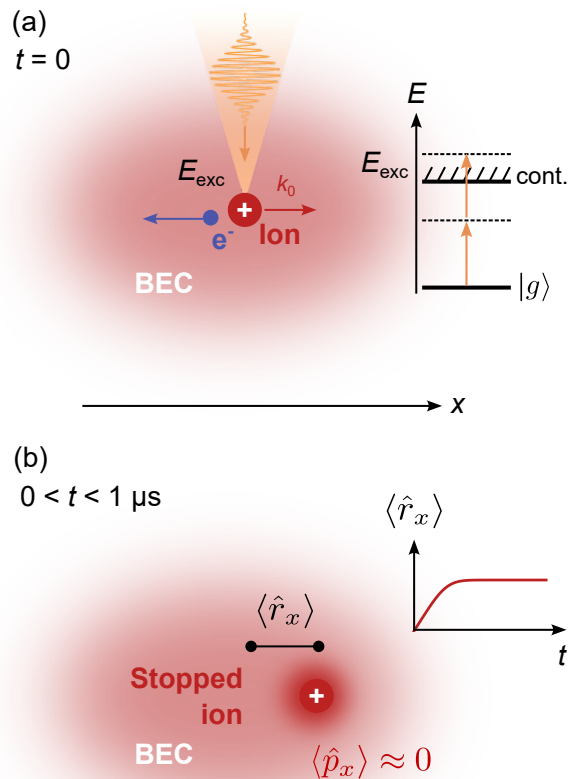 (a)
t = 0
E
E_exc
E_exc
cont.
k_0
+
Ion
e^-
BEC
|g⟩
x
(b)
0 < t < 1 µs
⟨r̂_x⟩
⟨r̂_x⟩
t
Stopped
ion
+
BEC
⟨p̂_x⟩ ≈ 0